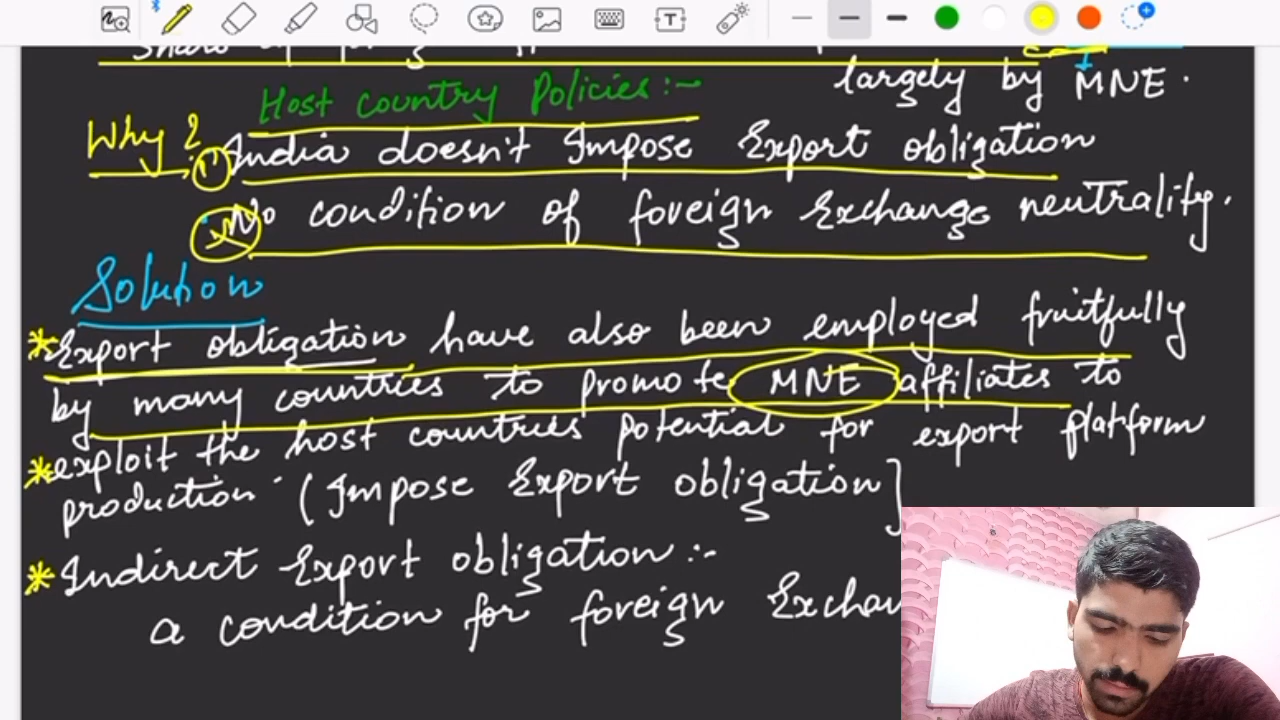 largely by MNE.
Host country Policies:-
Why?
1 India doesn't Impose Export obligation
No condition of foreign Exchange neutrality.
Solution
* Export obligation have also been employed fruitfully
by many countries to promote MNE affiliates to
* exploit the host countries potential for export platform
production. (Impose Export obligation]
* Indirect Export obligation :-
a condition for foreign Exchan